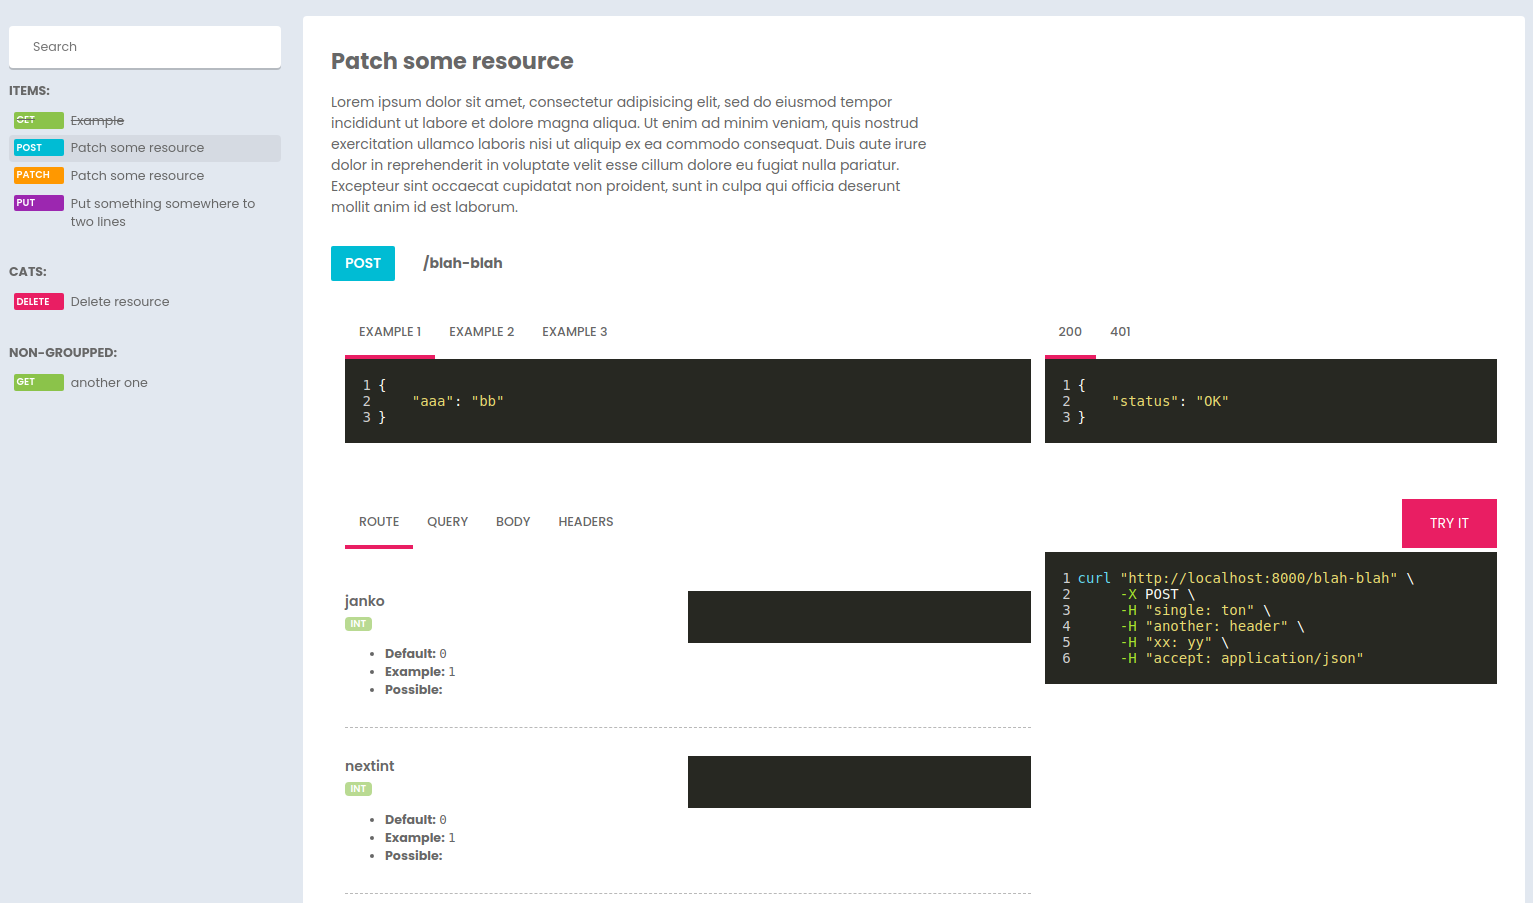 Search
ITEMS:
GET Example
POST Patch some resource
PATCH Patch some resource
PUT Put something somewhere to
two lines
CATS:
DELETE Delete resource
NON-GROUPPED:
GET another one
Patch some resource
Lorem ipsum dolor sit amet, consectetur adipisicing elit, sed do eiusmod tempor
incididunt ut labore et dolore magna aliqua. Ut enim ad minim veniam, quis nostrud
exercitation ullamco laboris nisi ut aliquip ex ea commodo consequat. Duis aute irure
dolor in reprehenderit in voluptate velit esse cillum dolore eu fugiat nulla pariatur.
Excepteur sint occaecat cupidatat non proident, sunt in culpa qui officia deserunt
mollit anim id est laborum.
POST /blah-blah
EXAMPLE 1 EXAMPLE 2 EXAMPLE 3
1 {
2     "aaa": "bb"
3 }
200 401
1 {
2     "status": "OK"
3 }
ROUTE QUERY BODY HEADERS
janko
INT
Default: 0
Example: 1
Possible:
nextint
INT
Default: 0
Example: 1
Possible:
TRY IT
1 curl "http://localhost:8000/blah-blah" \
2      -X POST \
3      -H "single: ton" \
4      -H "another: header" \
5      -H "xx: yy" \
6      -H "accept: application/json"